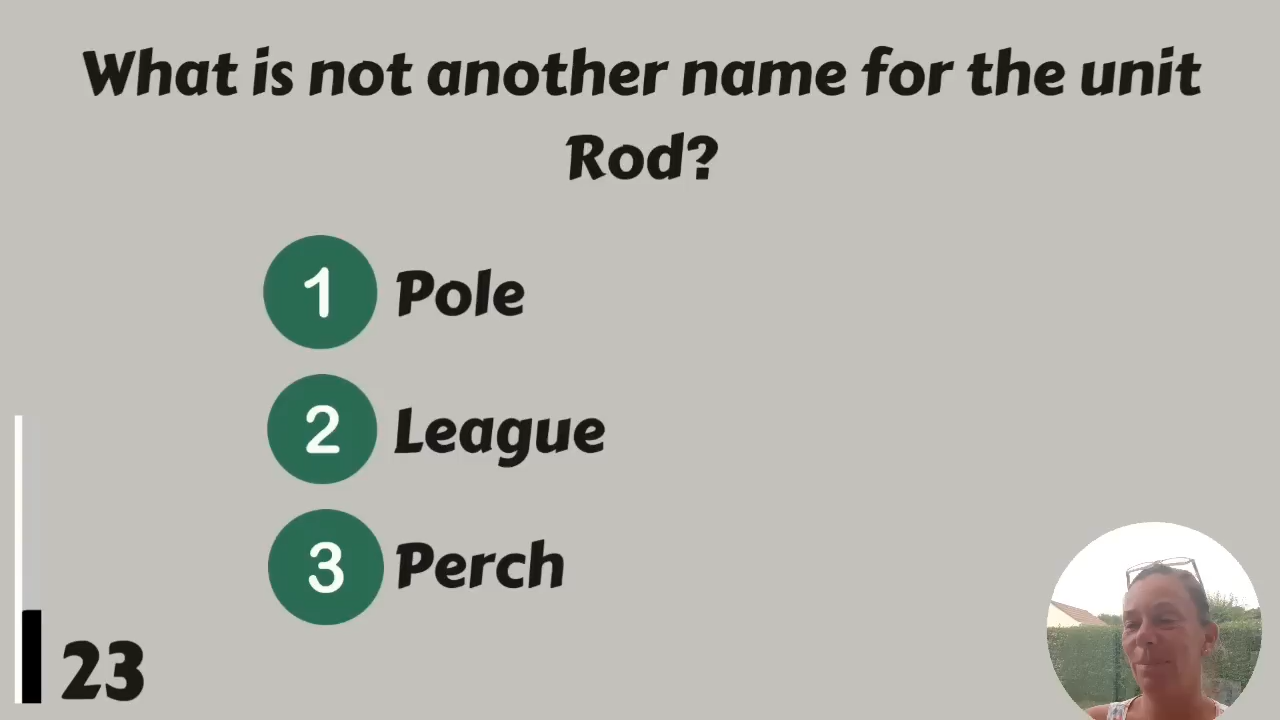 What is not another name for the unit
Rod?
1 Pole
2 League
3 Perch
23